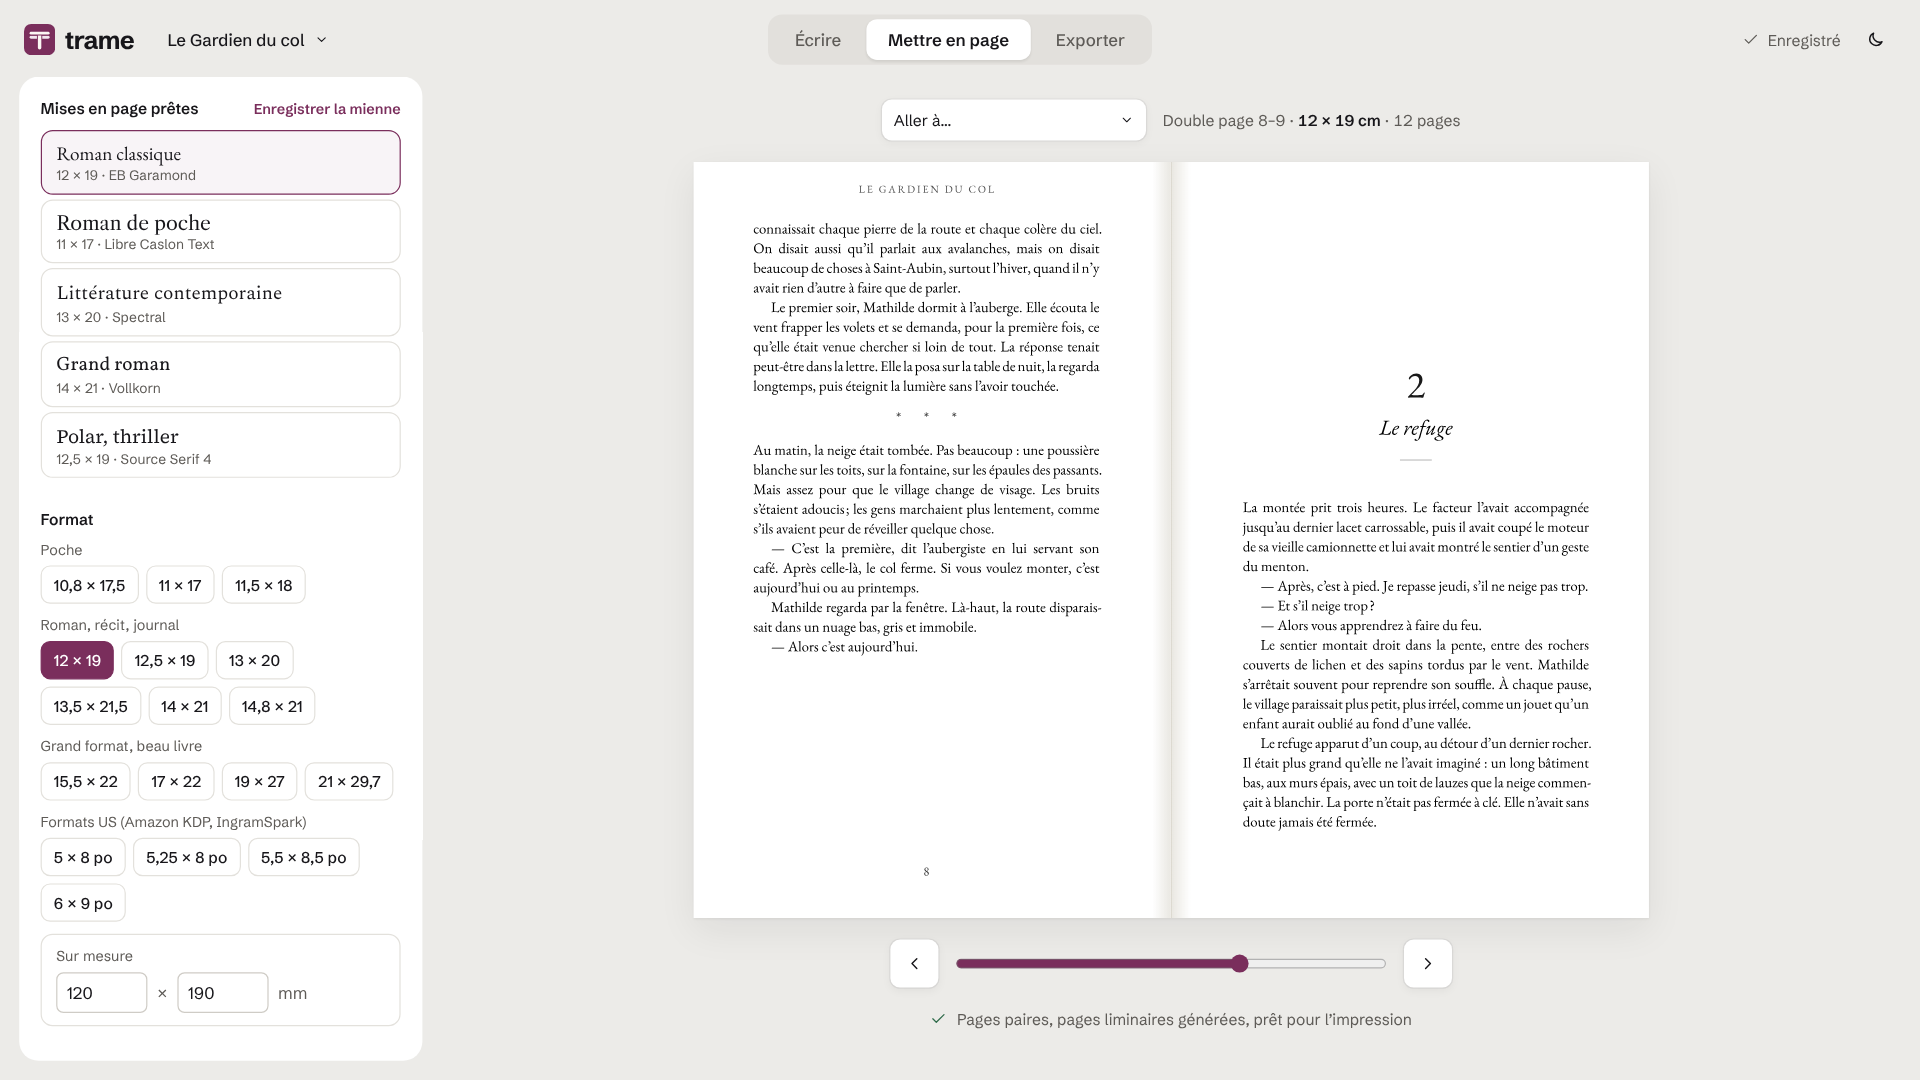 trame
Le Gardien du col
Écrire
Mettre en page
Exporter
Enregistré
Mises en page prêtes
Enregistrer la mienne
Roman classique
12 × 19 · EB Garamond
Roman de poche
11 × 17 · Libre Caslon Text
Littérature contemporaine
13 × 20 · Spectral
Grand roman
14 × 21 · Vollkorn
Polar, thriller
12,5 × 19 · Source Serif 4
Format
Poche
10,8 × 17,5
11 × 17
11,5 × 18
Roman, récit, journal
12 × 19
12,5 × 19
13 × 20
13,5 × 21,5
14 × 21
14,8 × 21
Grand format, beau livre
15,5 × 22
17 × 22
19 × 27
21 × 29,7
Formats US (Amazon KDP, IngramSpark)
5 × 8 po
5,25 × 8 po
5,5 × 8,5 po
6 × 9 po
Sur mesure
120 × 190 mm
Aller à...
Double page 8–9 · 12 × 19 cm · 12 pages
LE GARDIEN DU COL
connaissait chaque pierre de la route et chaque colère du ciel.
On disait aussi qu’il parlait aux avalanches, mais on disait
beaucoup de choses à Saint-Aubin, surtout l’hiver, quand il n’y
avait rien d’autre à faire que de parler.
Le premier soir, Mathilde dormit à l’auberge. Elle écouta le
vent frapper les volets et se demanda, pour la première fois, ce
qu’elle était venue chercher si loin de tout. La réponse tenait
peut-être dans la lettre. Elle la posa sur la table de nuit, la regarda
longtemps, puis éteignit la lumière sans l’avoir touchée.
* * *
Au matin, la neige était tombée. Pas beaucoup : une poussière
blanche sur les toits, sur la fontaine, sur les épaules des passants.
Mais assez pour que le village change de visage. Les bruits
s’étaient adoucis ; les gens marchaient plus lentement, comme
s’ils avaient peur de réveiller quelque chose.
— C’est la première, dit l’aubergiste en lui servant son
café. Après celle-là, le col ferme. Si vous voulez monter, c’est
aujourd’hui ou au printemps.
Mathilde regarda par la fenêtre. Là-haut, la route disparais-
sait dans un nuage bas, gris et immobile.
— Alors c’est aujourd’hui.
8
2
Le refuge
La montée prit trois heures. Le facteur l’avait accompagnée
jusqu’au dernier lacet carrossable, puis il avait coupé le moteur
de sa vieille camionnette et lui avait montré le sentier d’un geste
du menton.
— Après, c’est à pied. Je repasse jeudi, s’il ne neige pas trop.
— Et s’il neige trop ?
— Alors vous apprendrez à faire du feu.
Le sentier montait droit dans la pente, entre des rochers
couverts de lichen et des sapins tordus par le vent. Mathilde
s’arrêtait souvent pour reprendre son souffle. À chaque pause,
le village paraissait plus petit, plus irréel, comme un jouet qu’un
enfant aurait oublié au fond d’une vallée.
Le refuge apparut d’un coup, au détour d’un dernier rocher.
Il était plus grand qu’elle ne l’avait imaginé : un long bâtiment
bas, aux murs épais, avec un toit de lauzes que la neige commen-
çait à blanchir. La porte n’était pas fermée à clé. Elle n’avait sans
doute jamais été fermée.
Pages paires, pages liminaires générées, prêt pour l’impression